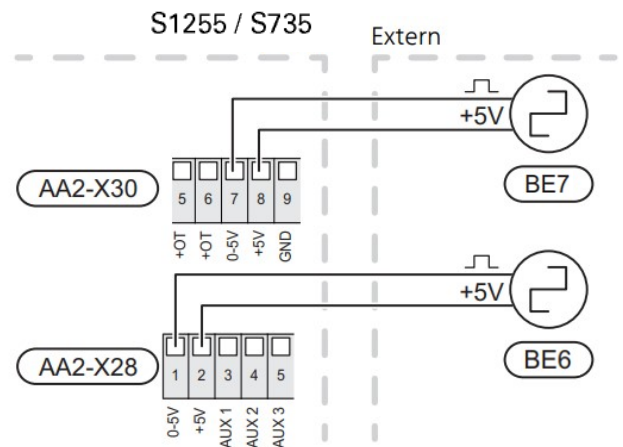 S1255 / S735
Extern
+5V
BE7
AA2-X30
5 6 7 8 9
+OT +OT 0-5V +5V GND
+5V
BE6
AA2-X28
1 2 3 4 5
0-5V +5V AUX 1 AUX 2 AUX 3